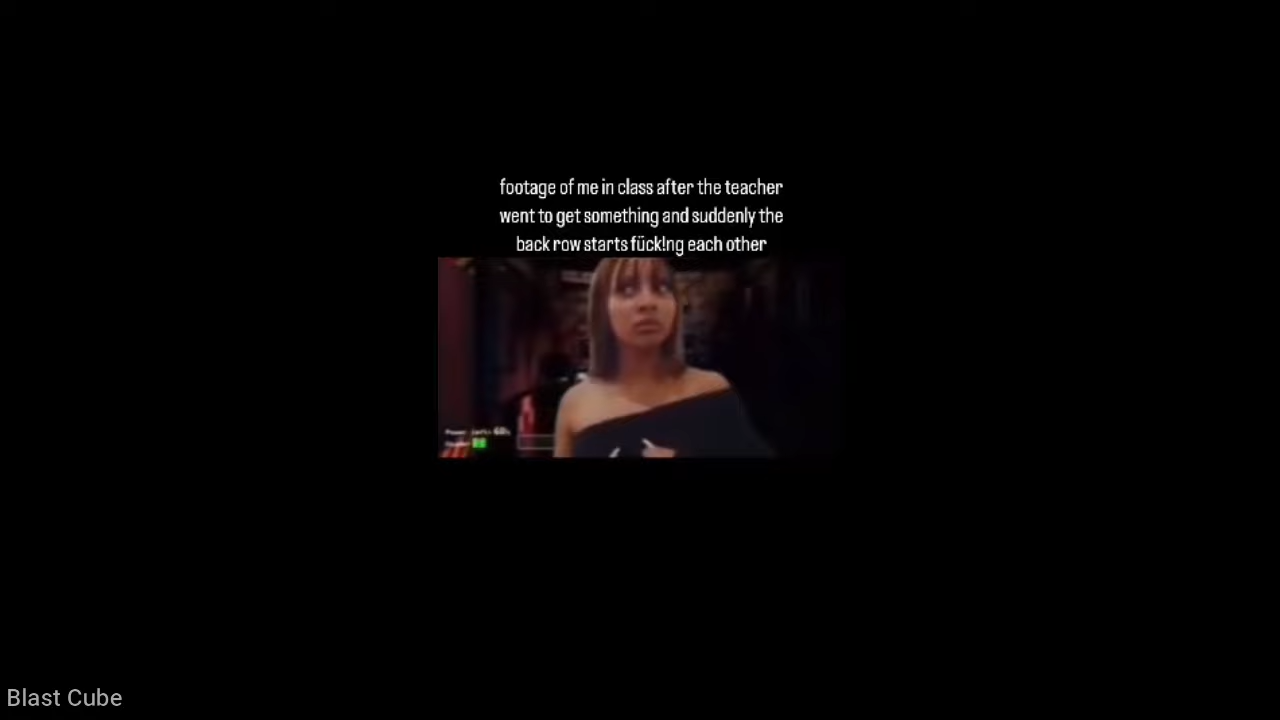 footage of me in class after the teacher
went to get something and suddenly the
back row starts fück!ng each other
Blast Cube